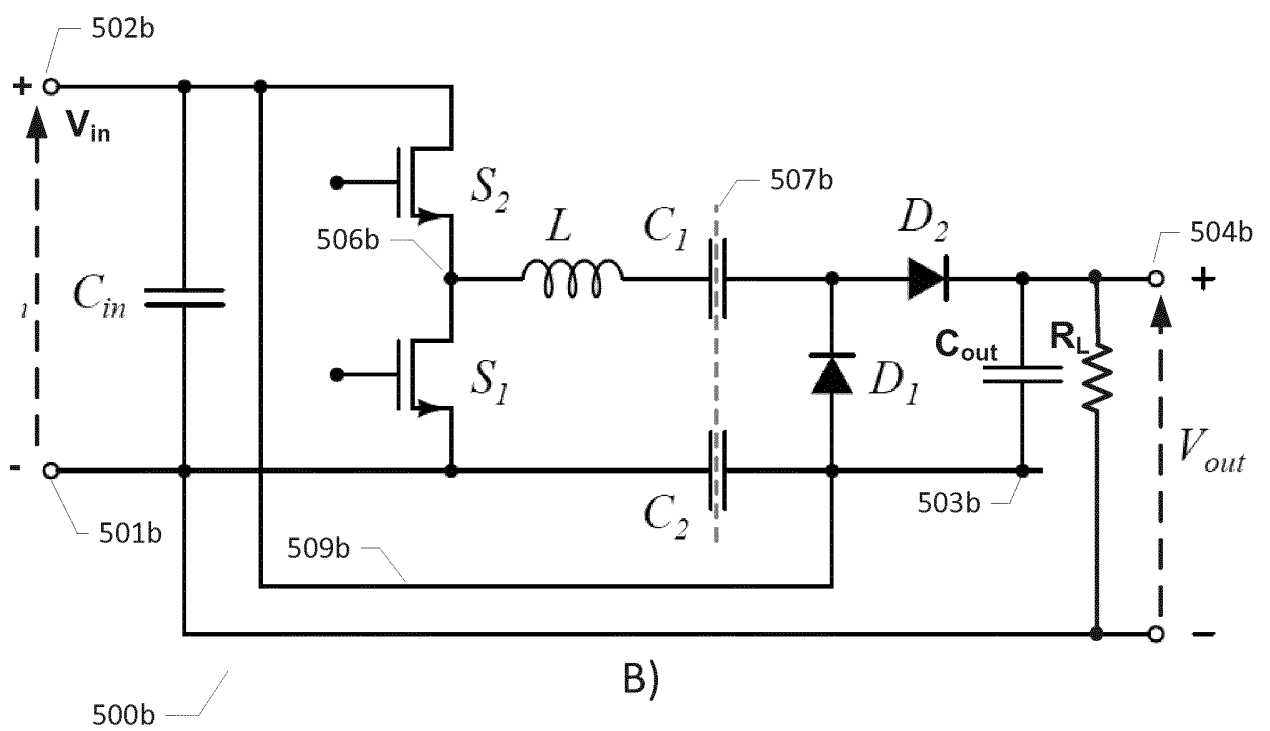 502b
+
Vin
S2
507b
506b
L
C1
D2
504b
+
Cin
Cout
RL
S1
D1
Vout
-
C2
503b
501b
509b
–
B)
500b